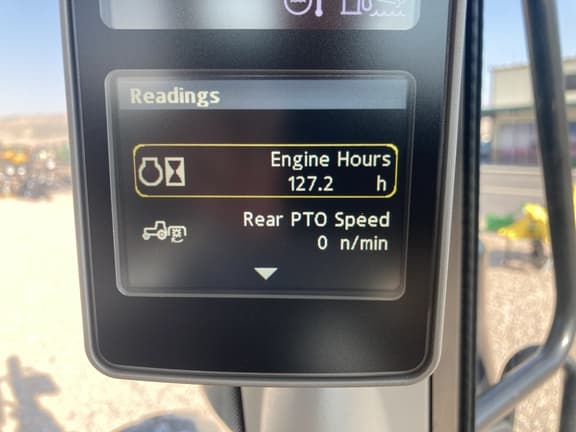 Readings
Engine Hours
127.2 h
Rear PTO Speed
0 n/min